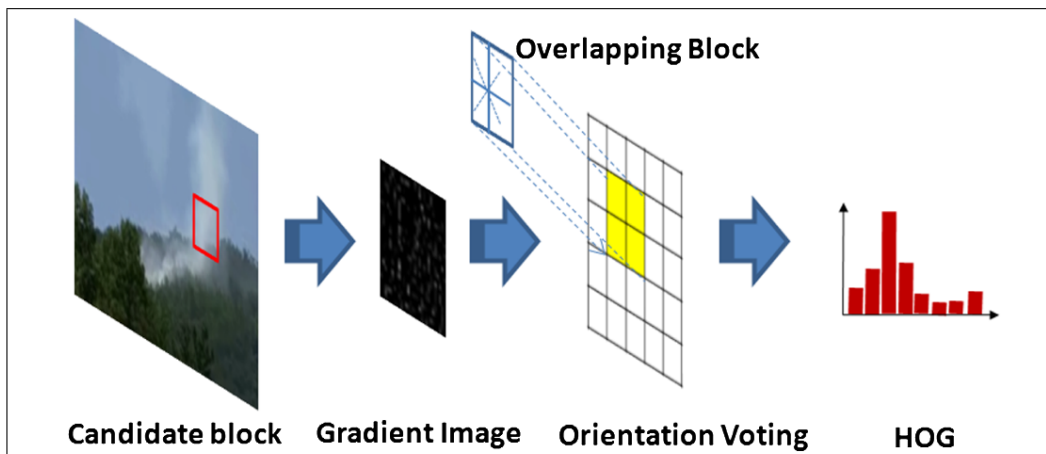 Overlapping Block
Candidate block
Gradient Image
Orientation Voting
HOG